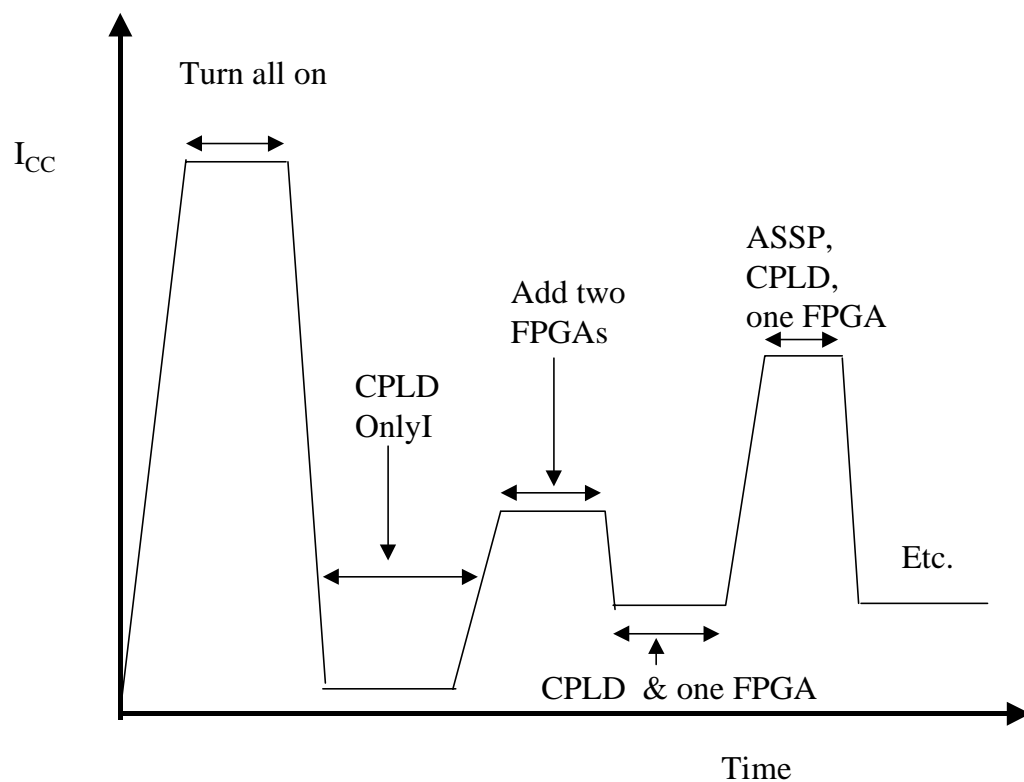 Turn all on
I_CC
ASSP,
CPLD,
one FPGA
Add two
FPGAs
CPLD
OnlyI
Etc.
CPLD & one FPGA
Time